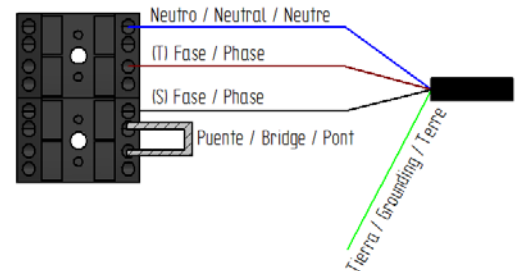 Neutro / Neutral / Neutre
(T) Fase / Phase
(S) Fase / Phase
Puente / Bridge / Pont
Tierra / Grounding / Terre